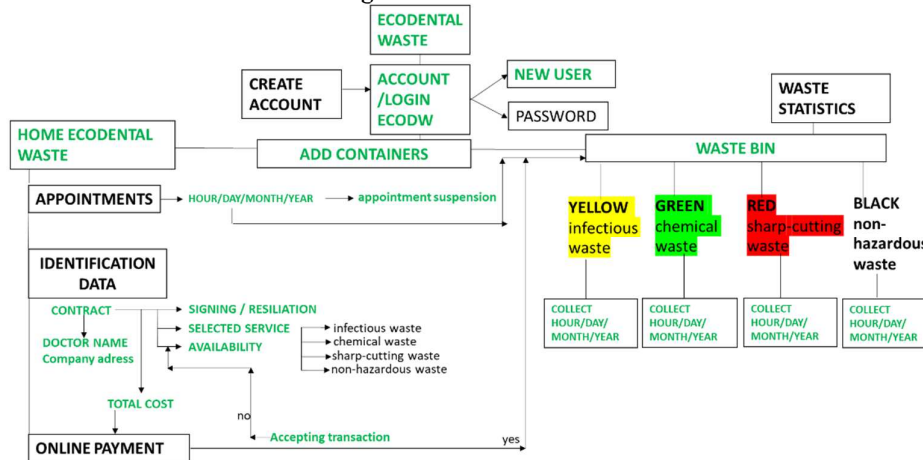 ECODENTAL
WASTE
CREATE
ACCOUNT
ACCOUNT
/LOGIN
ECODW
NEW USER
PASSWORD
WASTE
STATISTICS
HOME ECODENTAL
WASTE
ADD CONTAINERS
WASTE BIN
APPOINTMENTS
HOUR/DAY/MONTH/YEAR
appointment suspension
YELLOW
infectious
waste
GREEN
chemical
waste
RED
sharp-cutting
waste
BLACK
non-
hazardous
waste
IDENTIFICATION
DATA
CONTRACT
SIGNING / RESILIATION
SELECTED SERVICE
AVAILABILITY
infectious waste
chemical waste
sharp-cutting waste
non-hazardous waste
DOCTOR NAME
Company adress
COLLECT
HOUR/DAY/
MONTH/YEAR
COLLECT
HOUR/DAY/
MONTH/YEAR
COLLECT
HOUR/DAY/
MONTH/YEAR
COLLECT
HOUR/DAY/
MONTH/YEAR
TOTAL COST
no
Accepting transaction
yes
ONLINE PAYMENT